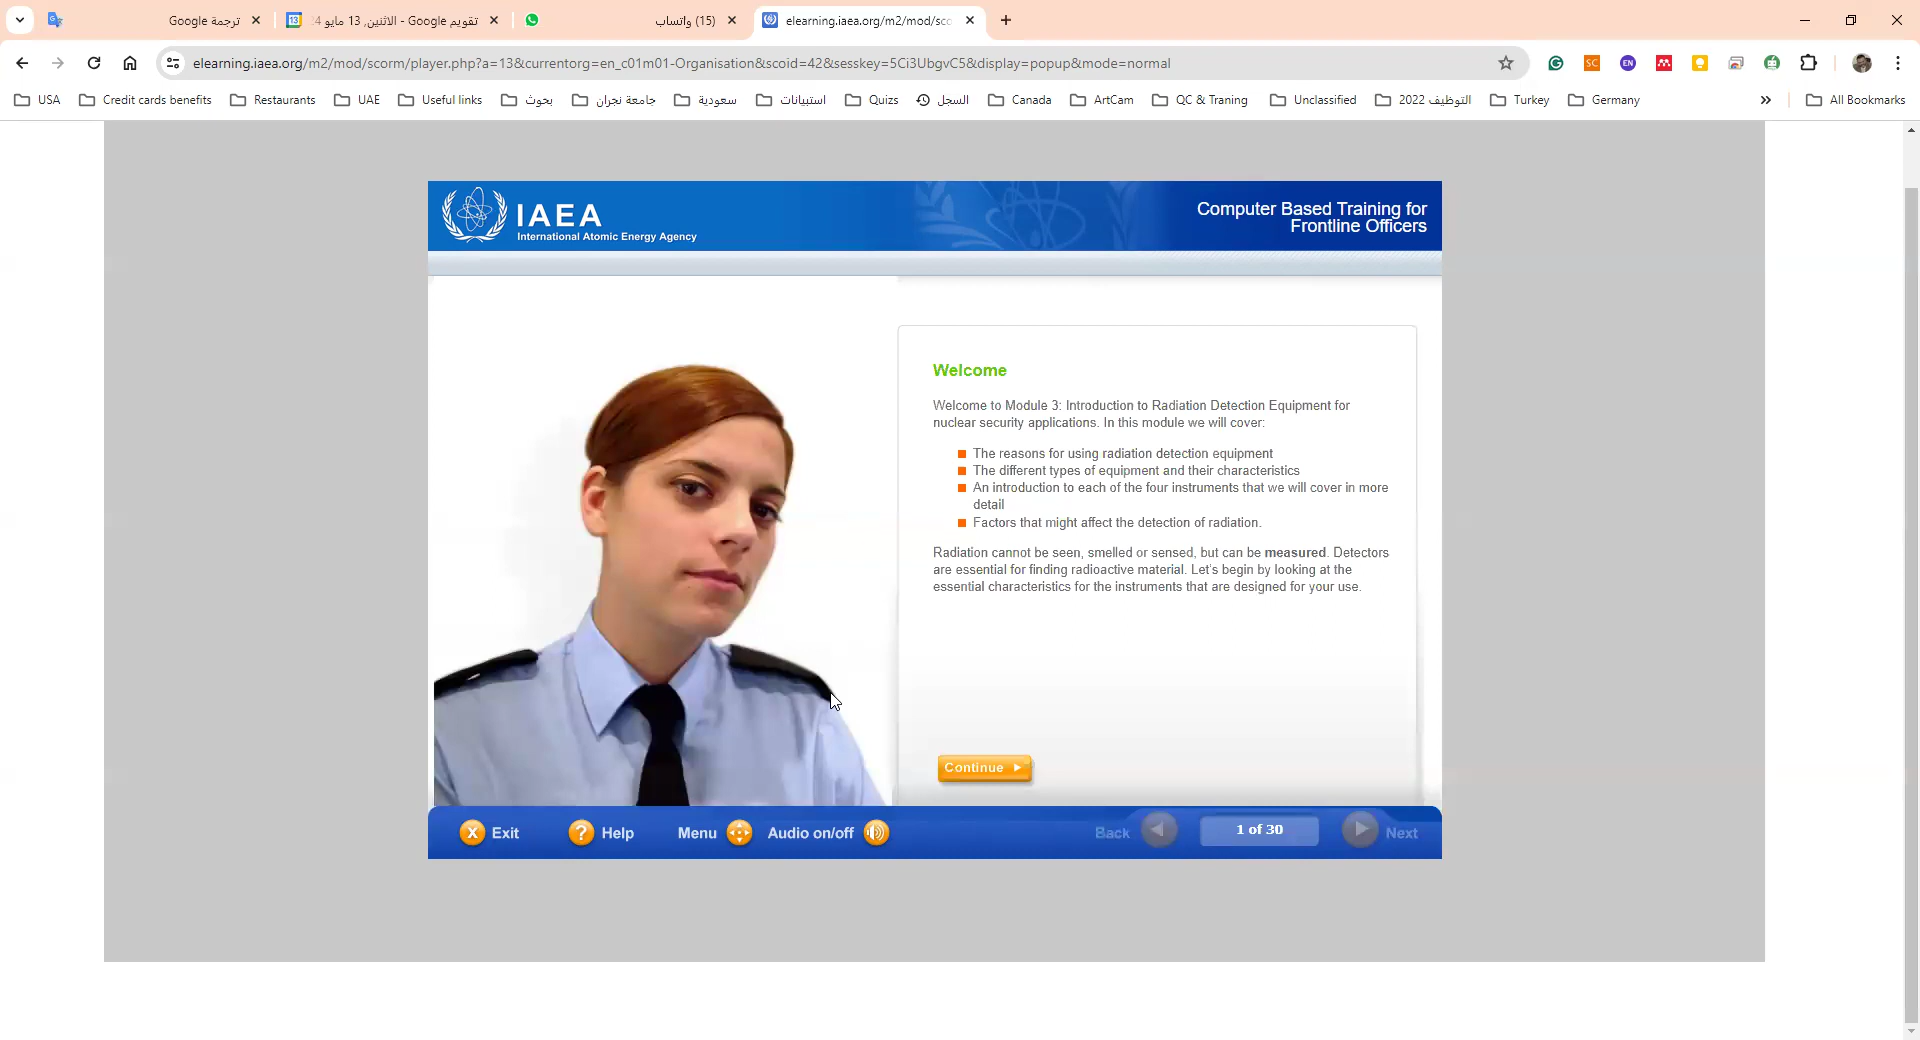 ترجمة Google
تقويم Google - الاثنين, 13 مايو 24
(15) واتساب
elearning.iaea.org/m2/mod/sco
elearning.iaea.org/m2/mod/scorm/player.php?a=13&currentorg=en_c01m01-Organisation&scoid=42&sesskey=5Ci3UbgvC5&display=popup&mode=normal
SC
EN
USA
Credit cards benefits
Restaurants
UAE
Useful links
بحوث
جامعة نجران
سعودية
استبيانات
Quizs
السجل
Canada
ArtCam
QC & Traning
Unclassified
التوظيف 2022
Turkey
Germany
All Bookmarks
IAEA
International Atomic Energy Agency
Computer Based Training for
Frontline Officers
Welcome
Welcome to Module 3: Introduction to Radiation Detection Equipment for
nuclear security applications. In this module we will cover:
The reasons for using radiation detection equipment
The different types of equipment and their characteristics
An introduction to each of the four instruments that we will cover in more
detail
Factors that might affect the detection of radiation.
Radiation cannot be seen, smelled or sensed, but can be measured. Detectors
are essential for finding radioactive material. Let's begin by looking at the
essential characteristics for the instruments that are designed for your use.
Continue
Exit
Help
Menu
Audio on/off
Back
1 of 30
Next